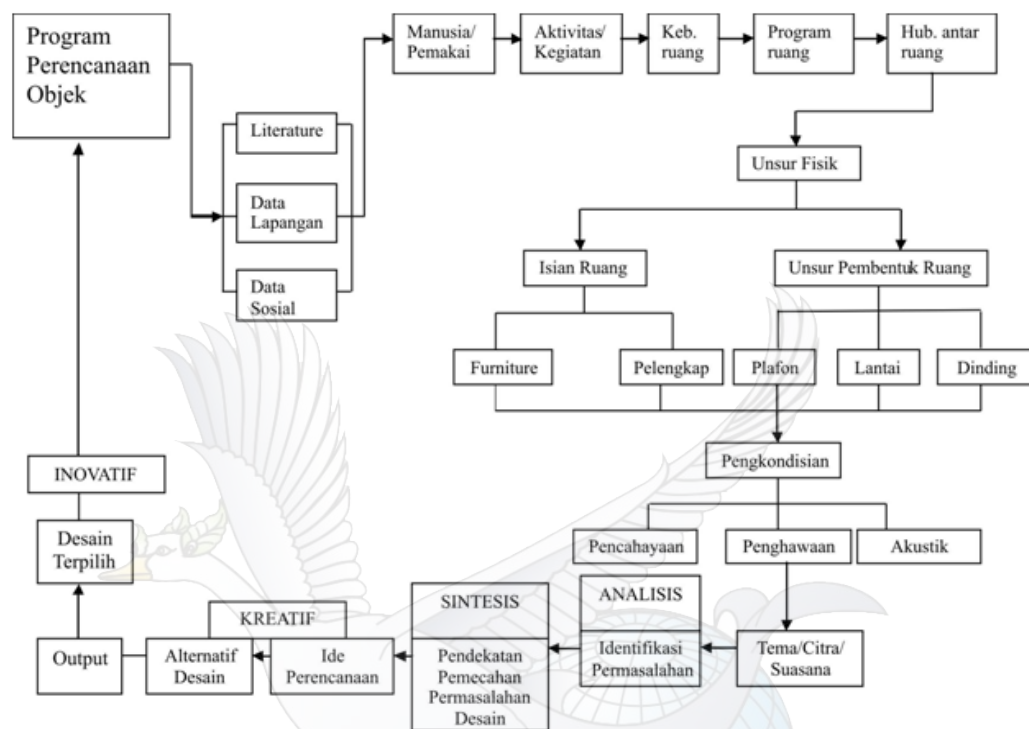 Program
Perencanaan
Objek
Literature
Data
Lapangan
Data
Sosial
Manusia/
Pemakai
Aktivitas/
Kegiatan
Keb.
ruang
Program
ruang
Hub. antar
ruang
Unsur Fisik
Isian Ruang
Unsur Pembentuk Ruang
Furniture
Pelengkap
Plafon
Lantai
Dinding
Pengkondisian
Pencahayaan
Penghawaan
Akustik
Tema/Citra/
Suasana
ANALISIS
Identifikasi
Permasalahan
SINTESIS
Pendekatan
Pemecahan
Permasalahan
Desain
KREATIF
Ide
Perencanaan
Alternatif
Desain
Output
Desain
Terpilih
INOVATIF